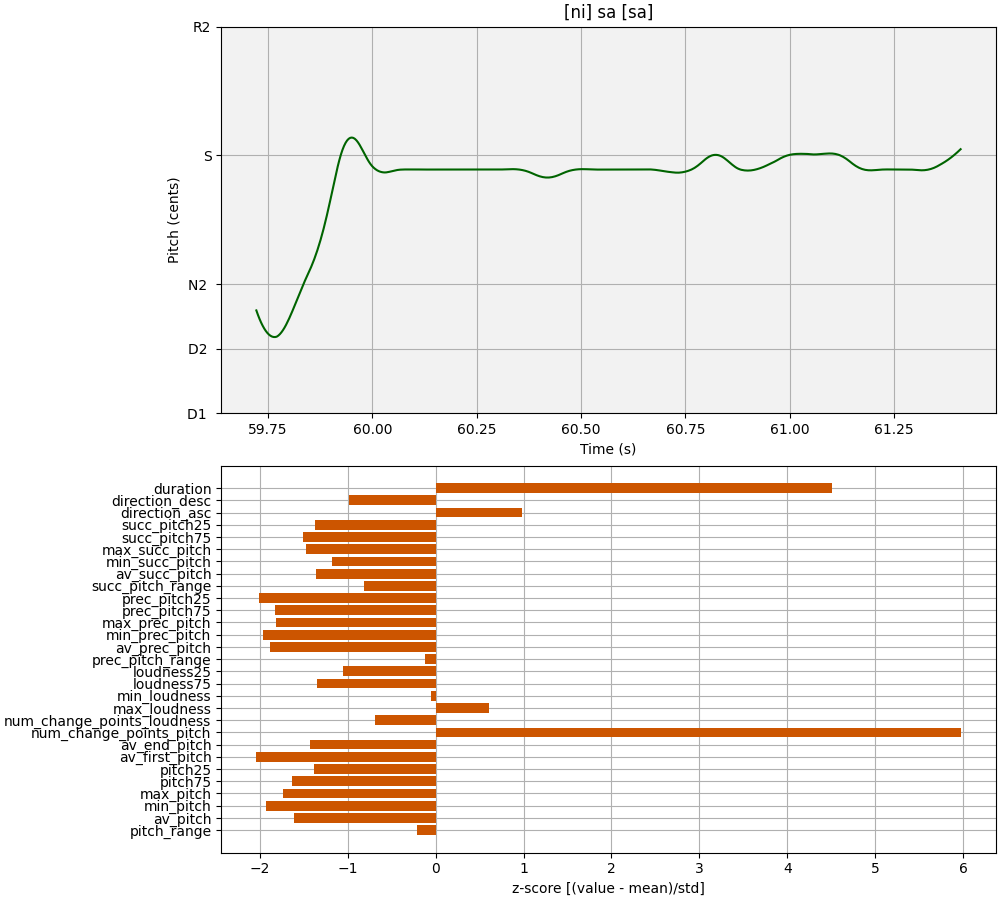 [ni] sa [sa]
R2
S
N2
D2
D1
Pitch (cents)
59.75 60.00 60.25 60.50 60.75 61.00 61.25
Time (s)
duration
direction_desc
direction_asc
succ_pitch25
succ_pitch75
max_succ_pitch
min_succ_pitch
av_succ_pitch
succ_pitch_range
prec_pitch25
prec_pitch75
max_prec_pitch
min_prec_pitch
av_prec_pitch
prec_pitch_range
loudness25
loudness75
min_loudness
max_loudness
num_change_points_loudness
num_change_points_pitch
av_end_pitch
av_first_pitch
pitch25
pitch75
max_pitch
min_pitch
av_pitch
pitch_range
−2 −1 0 1 2 3 4 5 6
z-score [(value - mean)/std]